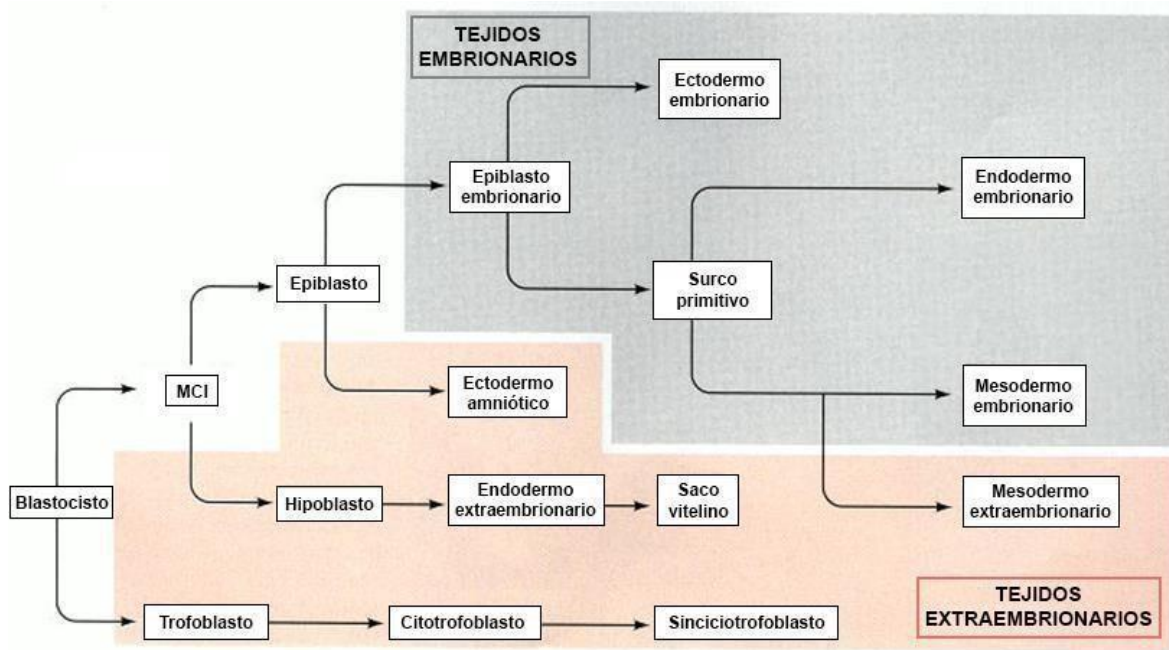 TEJIDOS
EMBRIONARIOS
Ectodermo
embrionario
Epiblasto
embrionario
Endodermo
embrionario
Epiblasto
Surco
primitivo
MCI
Ectodermo
amniótico
Mesodermo
embrionario
Blastocisto
Hipoblasto
Endodermo
extraembrionario
Saco
vitelino
Mesodermo
extraembrionario
Trofoblasto
Citotrofoblasto
Sinciciotrofoblasto
TEJIDOS
EXTRAEMBRIONARIOS